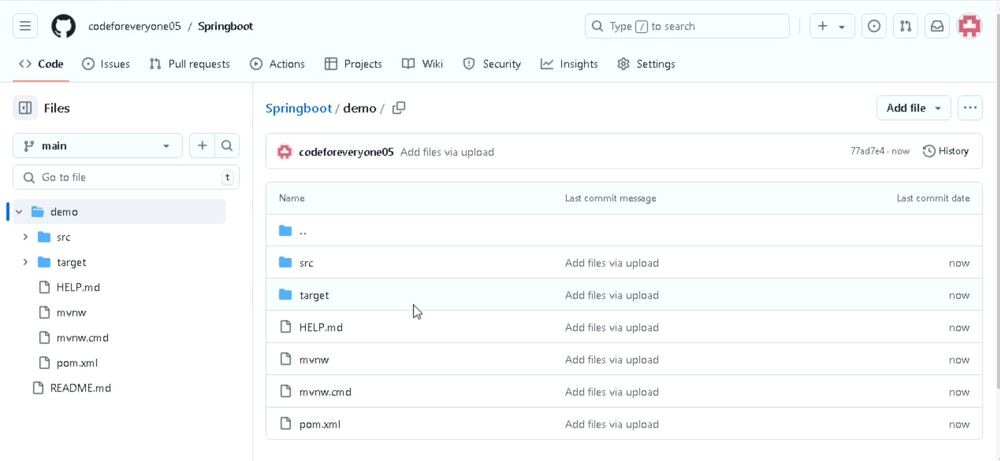 codeforeveryone05 / Springboot
Type / to search
Code Issues Pull requests Actions Projects Wiki Security Insights Settings
Files
main
Go to file t
demo
src
target
HELP.md
mvnw
mvnw.cmd
pom.xml
README.md
Springboot / demo /
Add file
codeforeveryone05 Add files via upload
77ad7e4 · now History
Name Last commit message Last commit date
..
src Add files via upload now
target Add files via upload now
HELP.md Add files via upload now
mvnw Add files via upload now
mvnw.cmd Add files via upload now
pom.xml Add files via upload now